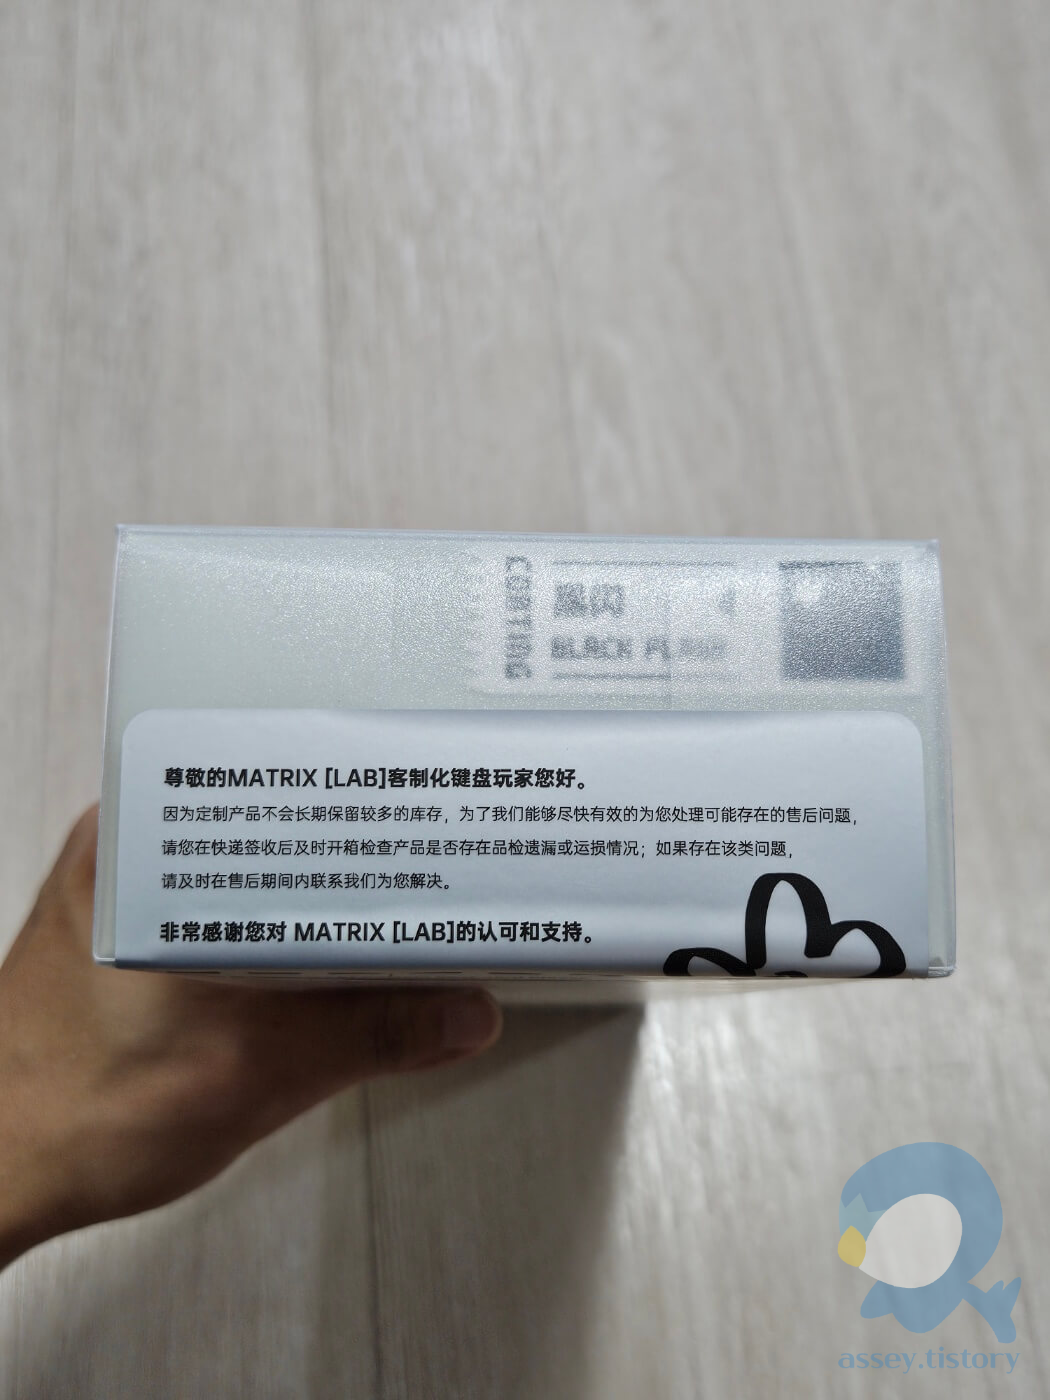 COATING
黑闪
BLACK FLASH
尊敬的MATRIX [LAB]客制化键盘玩家您好。
因为定制产品不会长期保留较多的库存，为了我们能够尽快有效的为您处理可能存在的售后问题，
请您在快递签收后及时开箱检查产品是否存在品检遗漏或运损情况；如果存在该类问题，
请及时在售后期间内联系我们为您解决。
非常感谢您对 MATRIX [LAB]的认可和支持。
assey.tistory